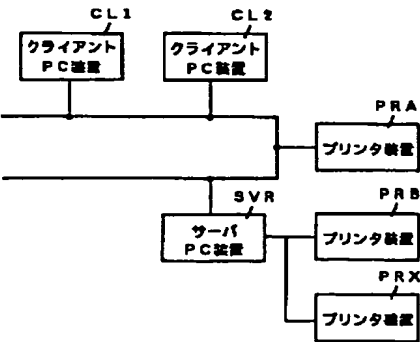 CL1
CL2
クライアント
PC装置
クライアント
PC装置
PRA
プリンタ装置
SVR
サーバ
PC装置
PRB
プリンタ装置
PRX
プリンタ装置